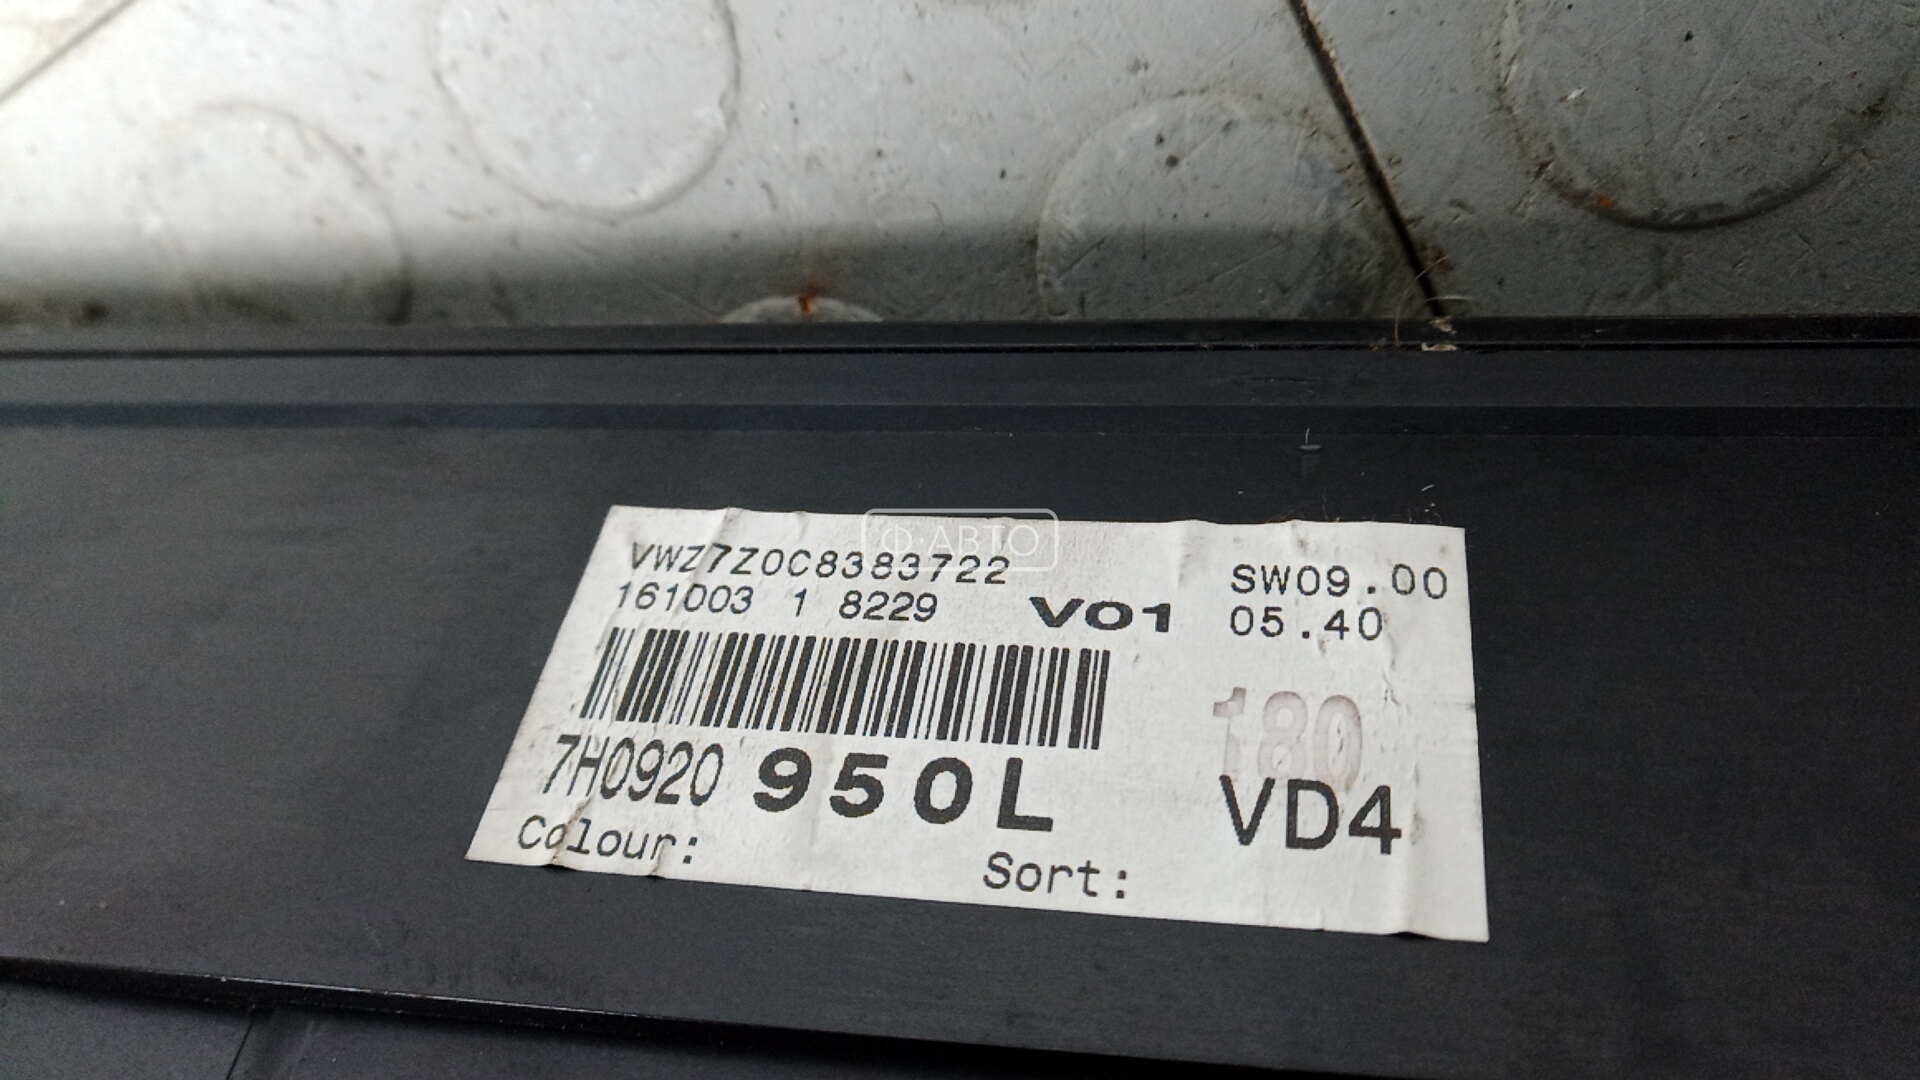 Ф·АВТО
VWZ7Z0C8383722
161003 1 8229 V01
SW09.00
05.40
180
7H0920 950L
VD4
Colour:
Sort: